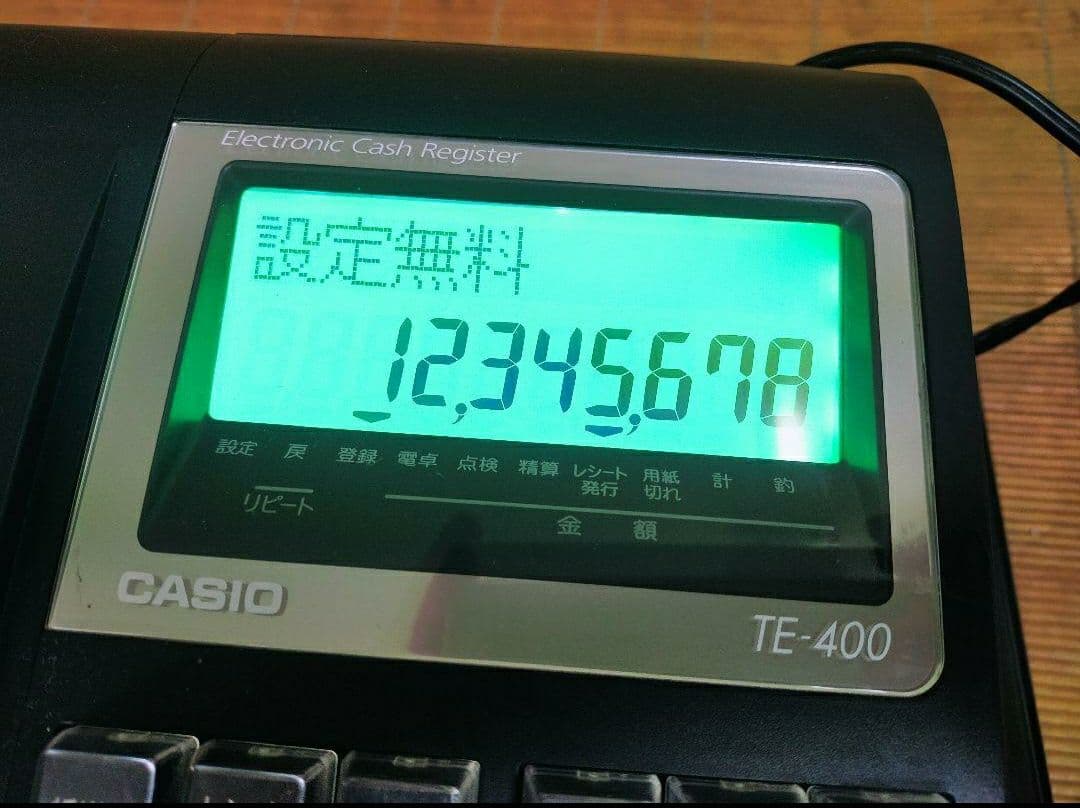 Electronic Cash Register
設定無料
12,345,678
設定 戻 登録 電卓 点検 精算 レシート発行 用紙切れ 計 釣
リピート
金額
CASIO
TE-400